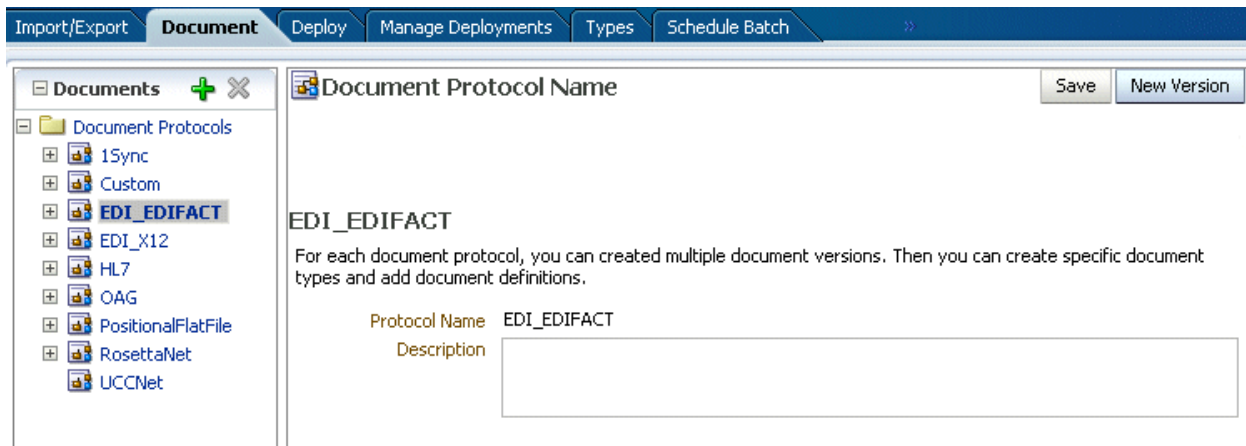 Import/Export Document Deploy Manage Deployments Types Schedule Batch »
Documents
Document Protocols
1Sync
Custom
EDI_EDIFACT
EDI_X12
HL7
OAG
PositionalFlatFile
RosettaNet
UCCNet
Document Protocol Name Save New Version
EDI_EDIFACT
For each document protocol, you can created multiple document versions. Then you can create specific document
types and add document definitions.
Protocol Name EDI_EDIFACT
Description